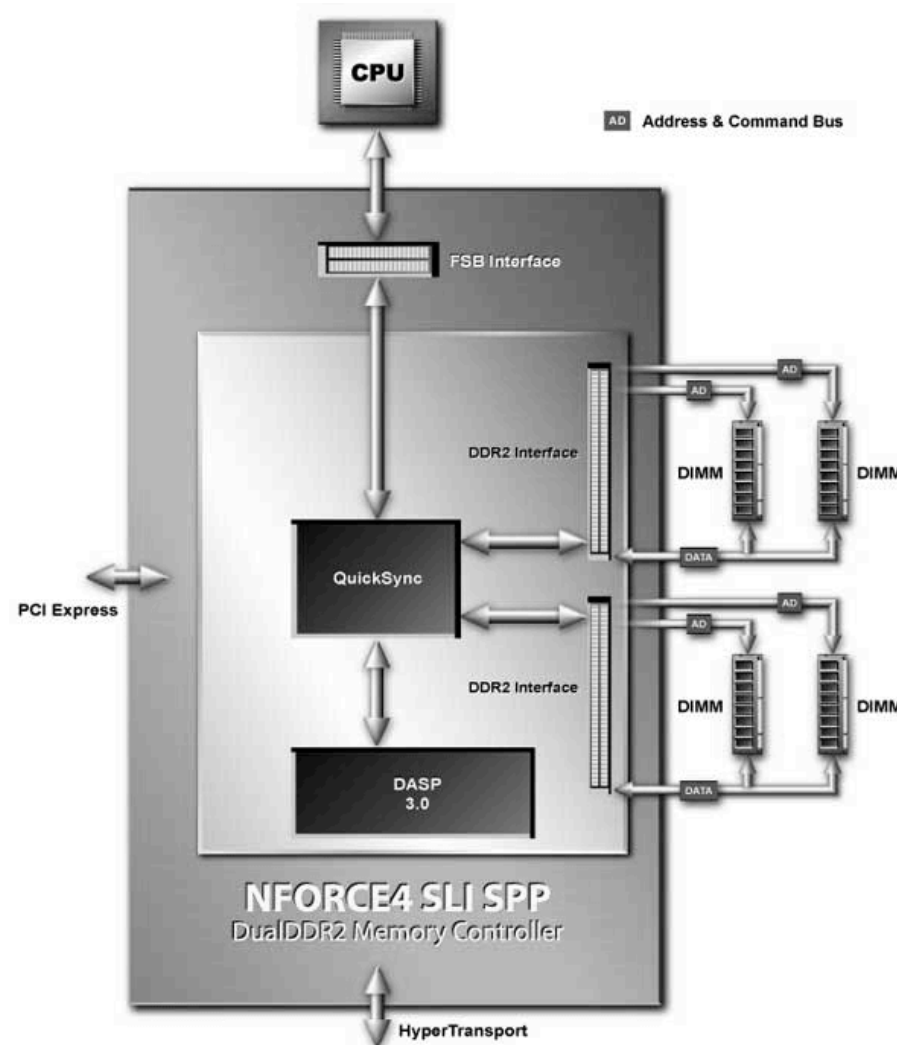 CPU
AD Address & Command Bus
FSB Interface
AD
AD
DDR2 Interface
DIMM
DIMM
DATA
QuickSync
PCI Express
AD
AD
DDR2 Interface
DIMM
DIMM
DATA
DASP
3.0
NFORCE4 SLI SPP
DualDDR2 Memory Controller
HyperTransport